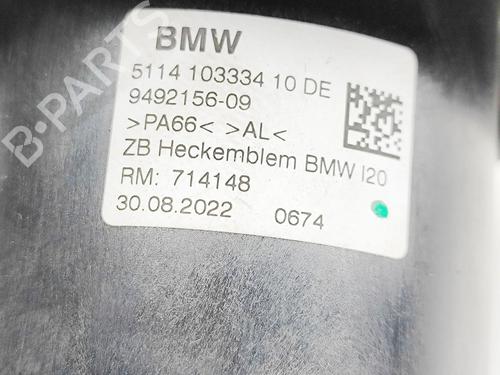 BMW
5114 103334 10 DE
9492156-09
>PA66< >AL<
ZB Heckemblem BMW I20
RM: 714148
30.08.2022 0674
B-PARTS